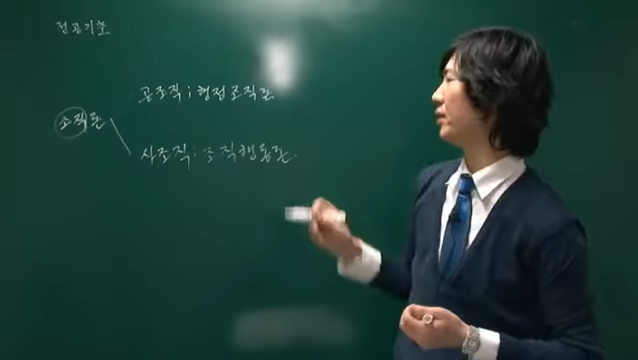 전공기초
공조직 ; 행정조직론
조직론
사조직 ; 조직행동론.